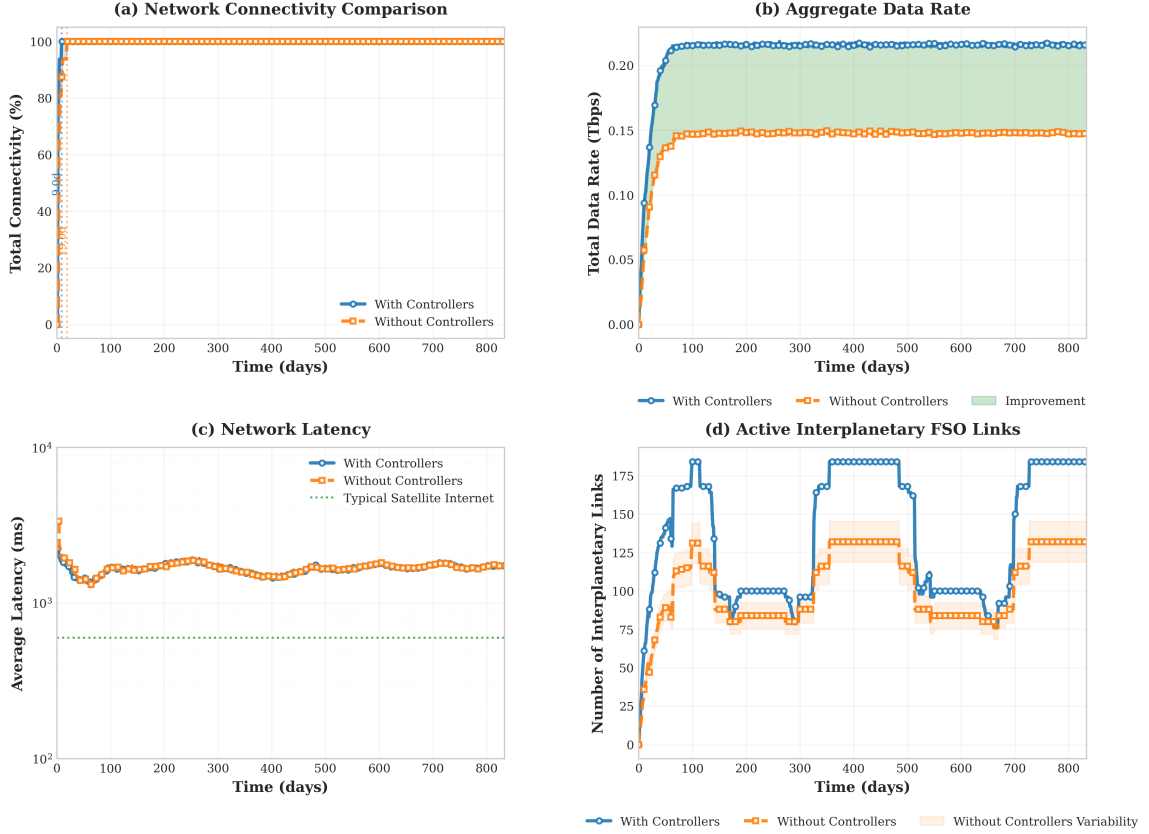 (a) Network Connectivity Comparison
Total Connectivity (%)
100
80
60
40
20
0
9.0d
With Controllers
Without Controllers
0 100 200 300 400 500 600 700 800
Time (days)
(b) Aggregate Data Rate
Total Data Rate (Tbps)
0.20
0.15
0.10
0.05
0.00
0 100 200 300 400 500 600 700 800
Time (days)
With Controllers Without Controllers Improvement
(c) Network Latency
Average Latency (ms)
10^4
10^3
10^2
With Controllers
Without Controllers
Typical Satellite Internet
0 100 200 300 400 500 600 700 800
Time (days)
(d) Active Interplanetary FSO Links
Number of Interplanetary Links
175
150
125
100
75
50
25
0
0 100 200 300 400 500 600 700 800
Time (days)
With Controllers Without Controllers Without Controllers Variability